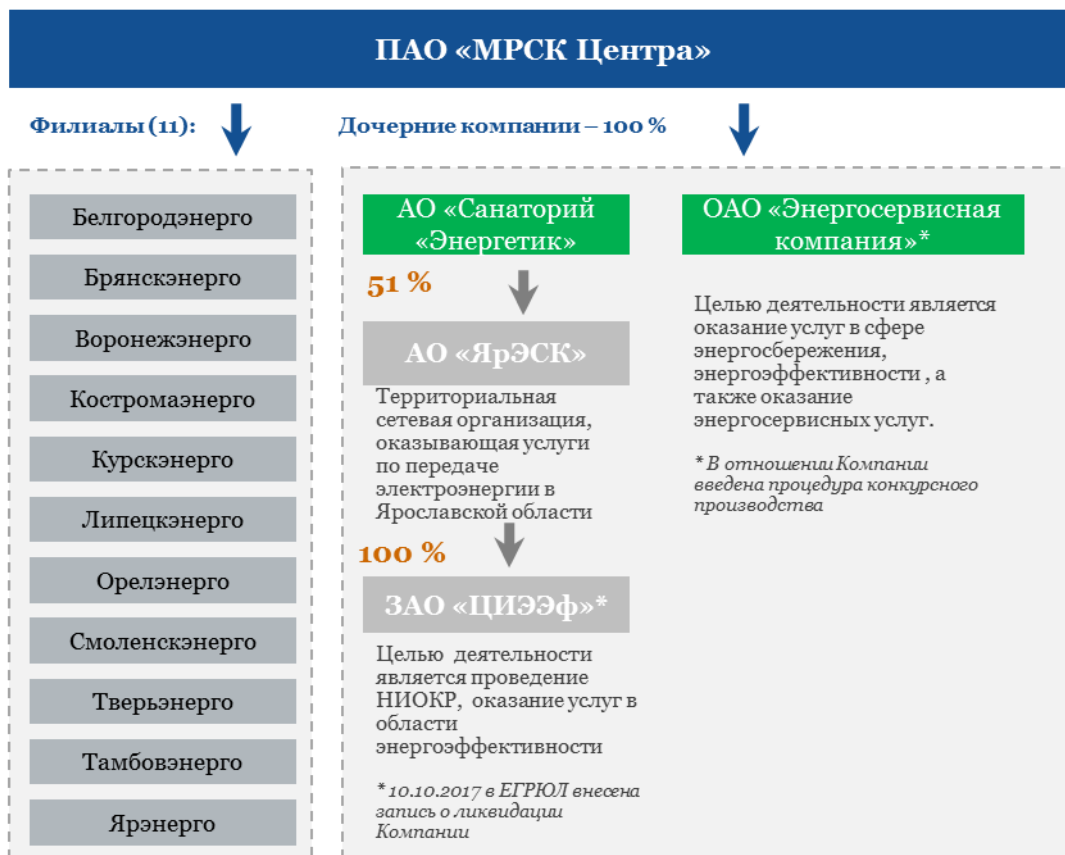 ПАО «МРСК Центра»
Филиалы (11):
Дочерние компании – 100 %
Белгородэнерго
Брянскэнерго
Воронежэнерго
Костромаэнерго
Курскэнерго
Липецкэнерго
Орелэнерго
Смоленскэнерго
Тверьэнерго
Тамбовэнерго
Ярэнерго
АО «Санаторий
«Энергетик»
51 %
АО «ЯрЭСК»
Территориальная
сетевая организация,
оказывающая услуги
по передаче
электроэнергии в
Ярославской области
100 %
ЗАО «ЦИЭЭф»*
Целью деятельности
является проведение
НИОКР, оказание услуг в
области
энергоэффективности
* 10.10.2017 в ЕГРЮЛ внесена
запись о ликвидации
Компании
ОАО «Энергосервисная
компания»*
Целью деятельности является
оказание услуг в сфере
энергосбережения,
энергоэффективности , а
также оказание
энергосервисных услуг.
* В отношении Компании
введена процедура конкурсного
производства